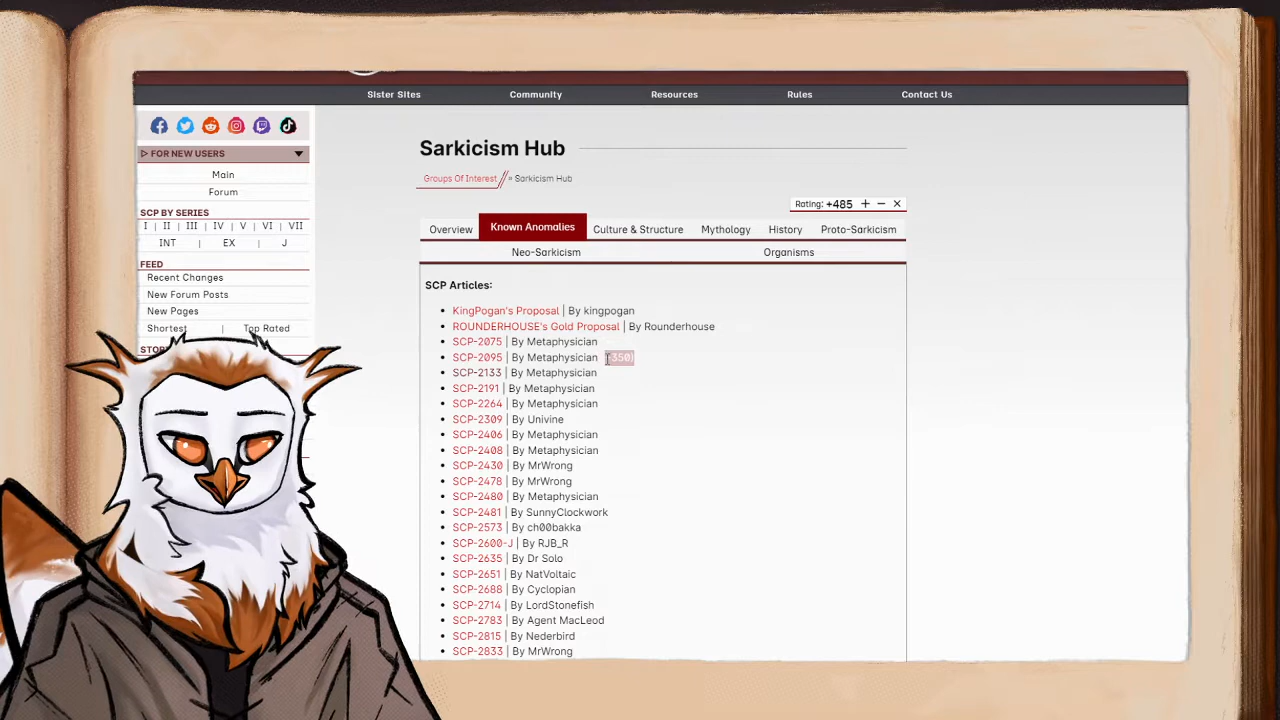 Sister Sites Community Resources Rules Contact Us
FOR NEW USERS
Main
Forum
SCP BY SERIES
I | II | III | IV | V | VI | VII
INT | EX | J
FEED
Recent Changes
New Forum Posts
New Pages
Shortest | Top Rated
Sarkicism Hub
Groups Of Interest » Sarkicism Hub
Rating: +485 + − ×
Overview Known Anomalies Culture & Structure Mythology History Proto-Sarkicism
Neo-Sarkicism Organisms
SCP Articles:
• KingPogan's Proposal | By kingpogan
• ROUNDERHOUSE's Gold Proposal | By Rounderhouse
• SCP-2075 | By Metaphysician
• SCP-2095 | By Metaphysician 350)
• SCP-2133 | By Metaphysician
• SCP-2191 | By Metaphysician
• SCP-2264 | By Metaphysician
• SCP-2309 | By Univine
• SCP-2406 | By Metaphysician
• SCP-2408 | By Metaphysician
• SCP-2430 | By MrWrong
• SCP-2478 | By MrWrong
• SCP-2480 | By Metaphysician
• SCP-2481 | By SunnyClockwork
• SCP-2573 | By ch00bakka
• SCP-2600-J | By RJB_R
• SCP-2635 | By Dr Solo
• SCP-2651 | By NatVoltaic
• SCP-2688 | By Cyclopian
• SCP-2714 | By LordStonefish
• SCP-2783 | By Agent MacLeod
• SCP-2815 | By Nederbird
• SCP-2833 | By MrWrong